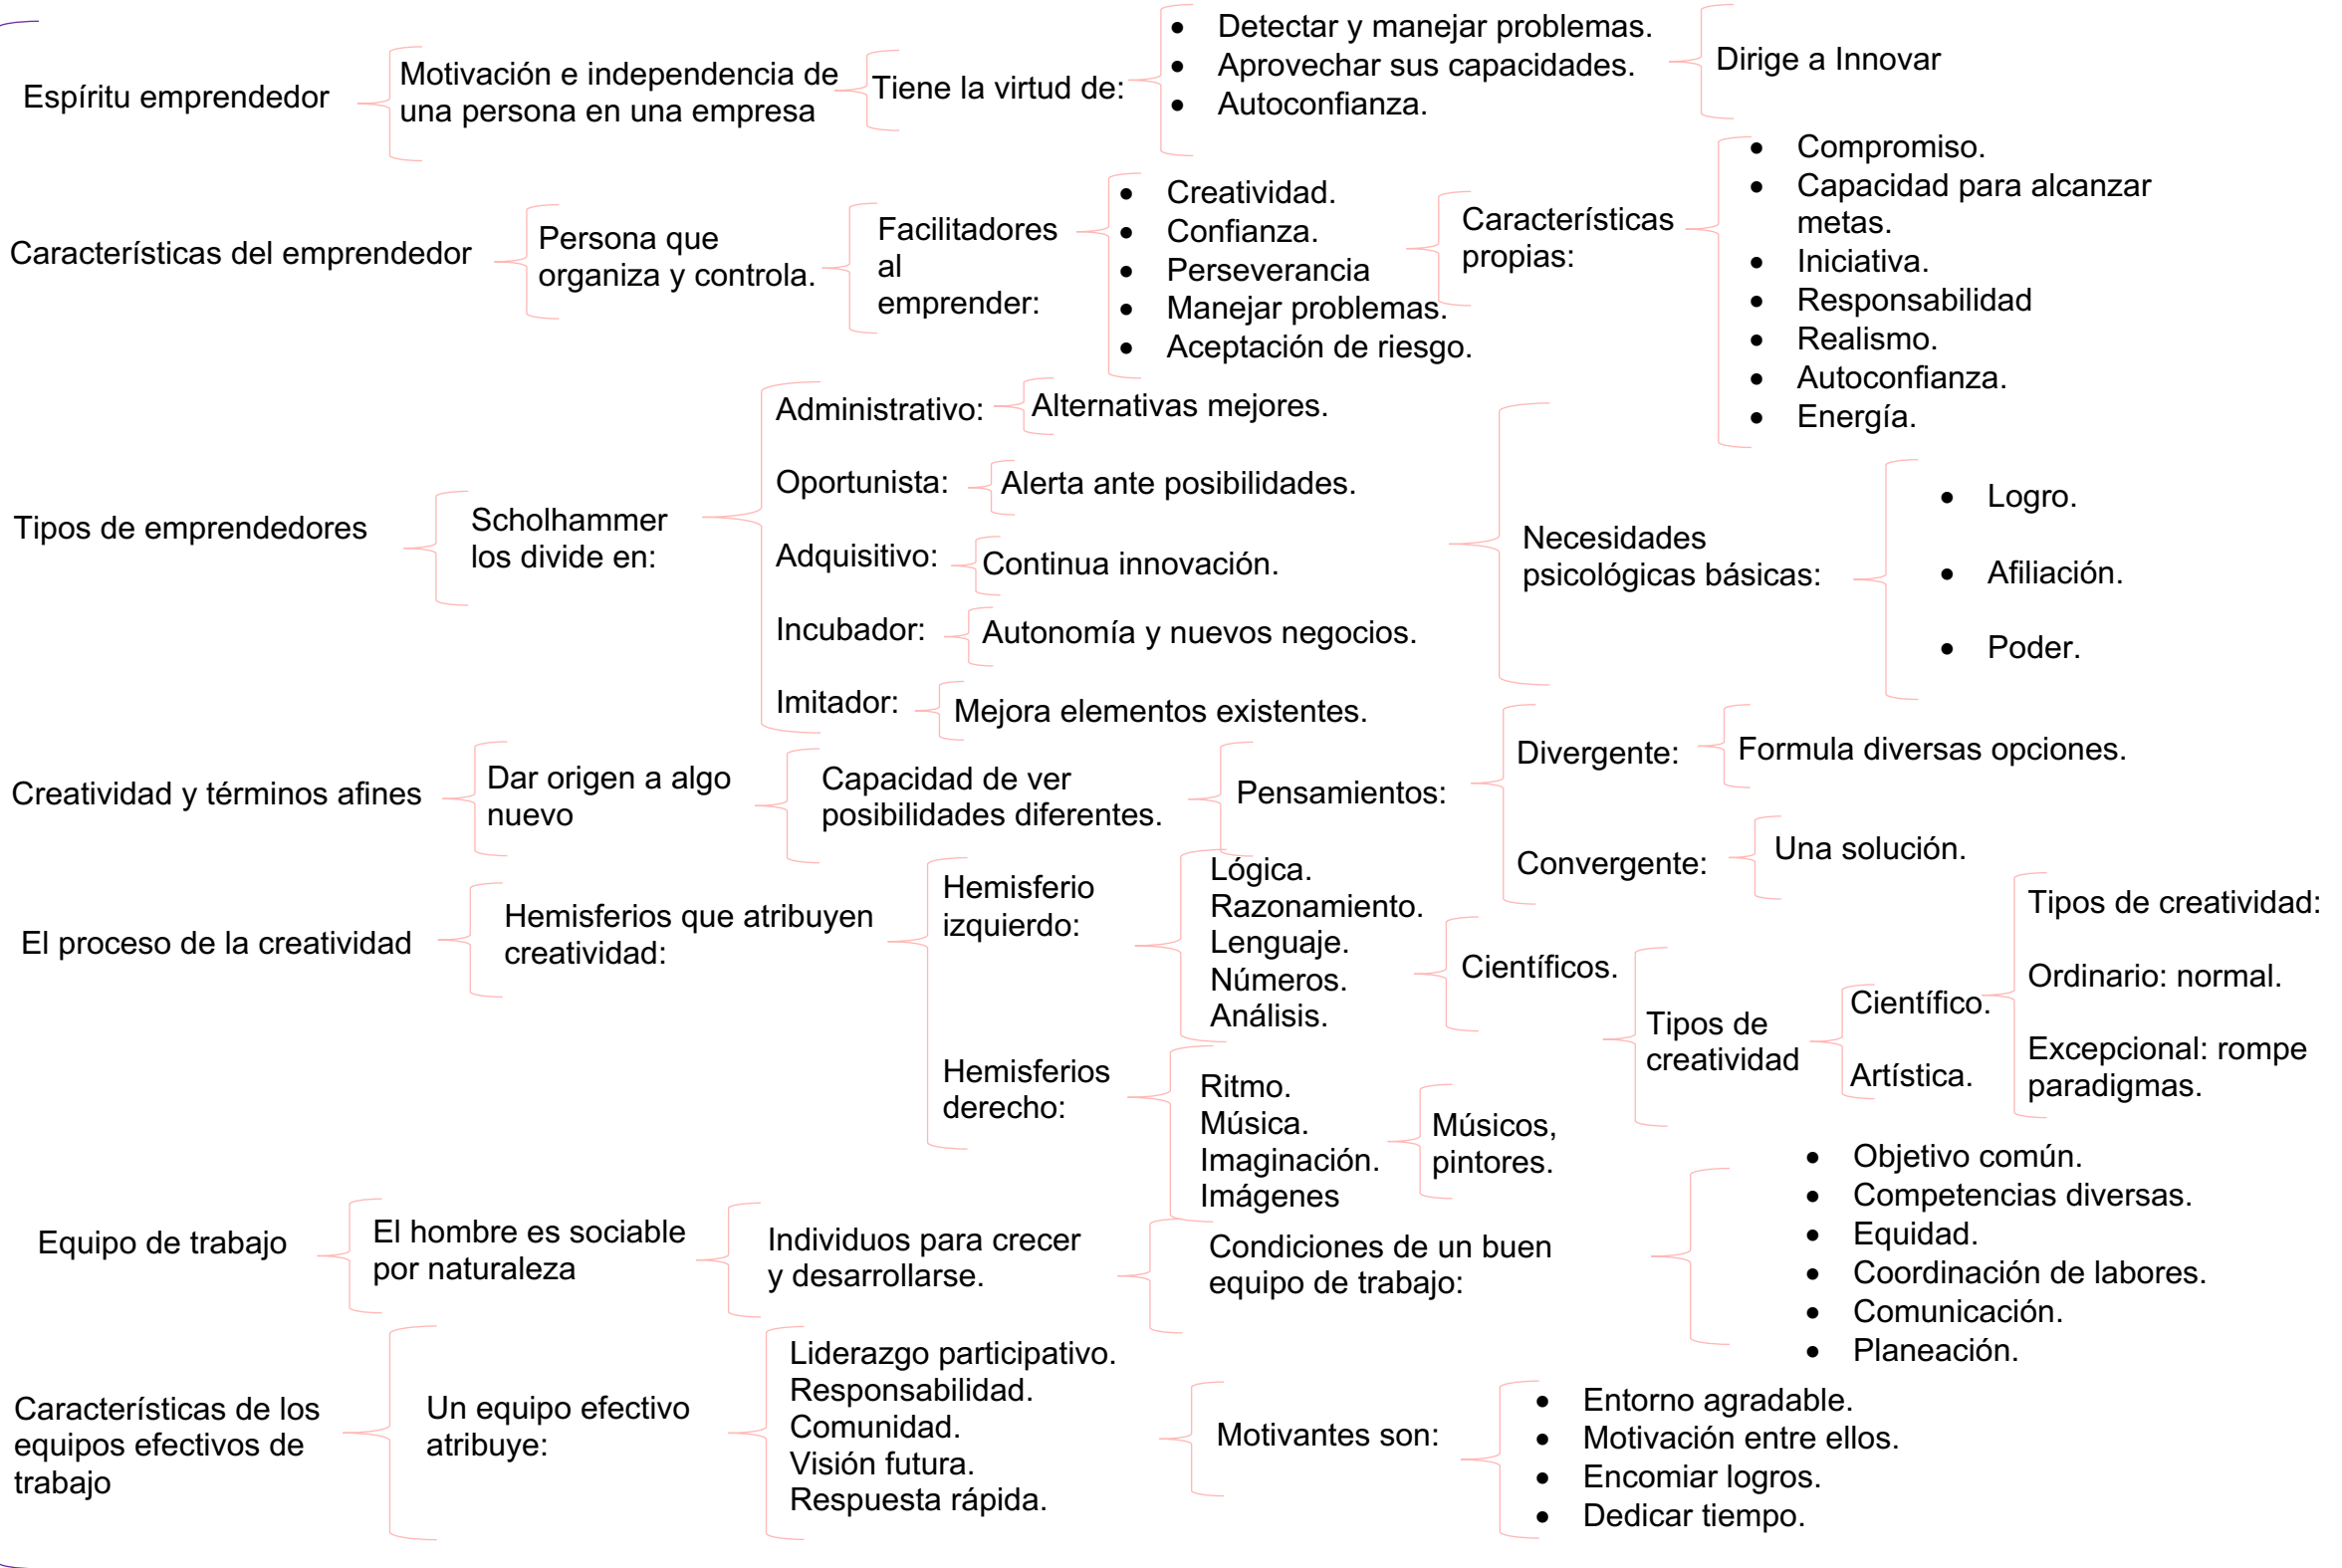 Espíritu emprendedor
Motivación e independencia de
una persona en una empresa
Tiene la virtud de:
• Detectar y manejar problemas.
• Aprovechar sus capacidades.
• Autoconfianza.
Dirige a Innovar
Características del emprendedor
Persona que
organiza y controla.
Facilitadores
al
emprender:
• Creatividad.
• Confianza.
• Perseverancia
• Manejar problemas.
• Aceptación de riesgo.
Características
propias:
• Compromiso.
• Capacidad para alcanzar
metas.
• Iniciativa.
• Responsabilidad
• Realismo.
• Autoconfianza.
• Energía.
Tipos de emprendedores
Scholhammer
los divide en:
Administrativo:
Alternativas mejores.
Oportunista:
Alerta ante posibilidades.
Adquisitivo:
Continua innovación.
Incubador:
Autonomía y nuevos negocios.
Imitador:
Mejora elementos existentes.
Necesidades
psicológicas básicas:
• Logro.
• Afiliación.
• Poder.
Creatividad y términos afines
Dar origen a algo
nuevo
Capacidad de ver
posibilidades diferentes.
Pensamientos:
Divergente:
Formula diversas opciones.
Convergente:
Una solución.
El proceso de la creatividad
Hemisferios que atribuyen
creatividad:
Hemisferio
izquierdo:
Lógica.
Razonamiento.
Lenguaje.
Números.
Análisis.
Científicos.
Hemisferios
derecho:
Ritmo.
Música.
Imaginación.
Imágenes
Músicos,
pintores.
Tipos de
creatividad
Científico.
Artística.
Tipos de creatividad:
Ordinario: normal.
Excepcional: rompe
paradigmas.
Equipo de trabajo
El hombre es sociable
por naturaleza
Individuos para crecer
y desarrollarse.
Condiciones de un buen
equipo de trabajo:
• Objetivo común.
• Competencias diversas.
• Equidad.
• Coordinación de labores.
• Comunicación.
• Planeación.
Características de los
equipos efectivos de
trabajo
Un equipo efectivo
atribuye:
Liderazgo participativo.
Responsabilidad.
Comunidad.
Visión futura.
Respuesta rápida.
Motivantes son:
• Entorno agradable.
• Motivación entre ellos.
• Encomiar logros.
• Dedicar tiempo.